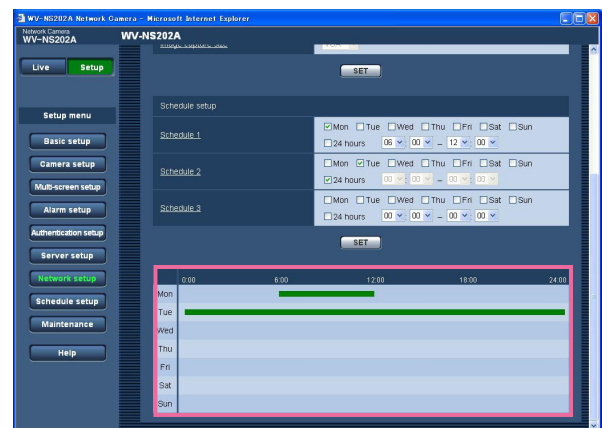 WV-NS202A Network Camera - Microsoft Internet Explorer
Network Camera
WV-NS202A
WV-NS202A
Live Setup
Image capture size
SET
Setup menu
Schedule setup
Basic setup
Schedule 1
Mon Tue Wed Thu Fri Sat Sun
24 hours 06 : 00 – 12 : 00
Camera setup
Schedule 2
Mon Tue Wed Thu Fri Sat Sun
24 hours 00 : 00 – 00 : 00
Multi-screen setup
Alarm setup
Schedule 3
Mon Tue Wed Thu Fri Sat Sun
24 hours 00 : 00 – 00 : 00
Authentication setup
SET
Server setup
Network setup
Schedule setup
Maintenance
Help
0:00 6:00 12:00 18:00 24:00
Mon
Tue
Wed
Thu
Fri
Sat
Sun